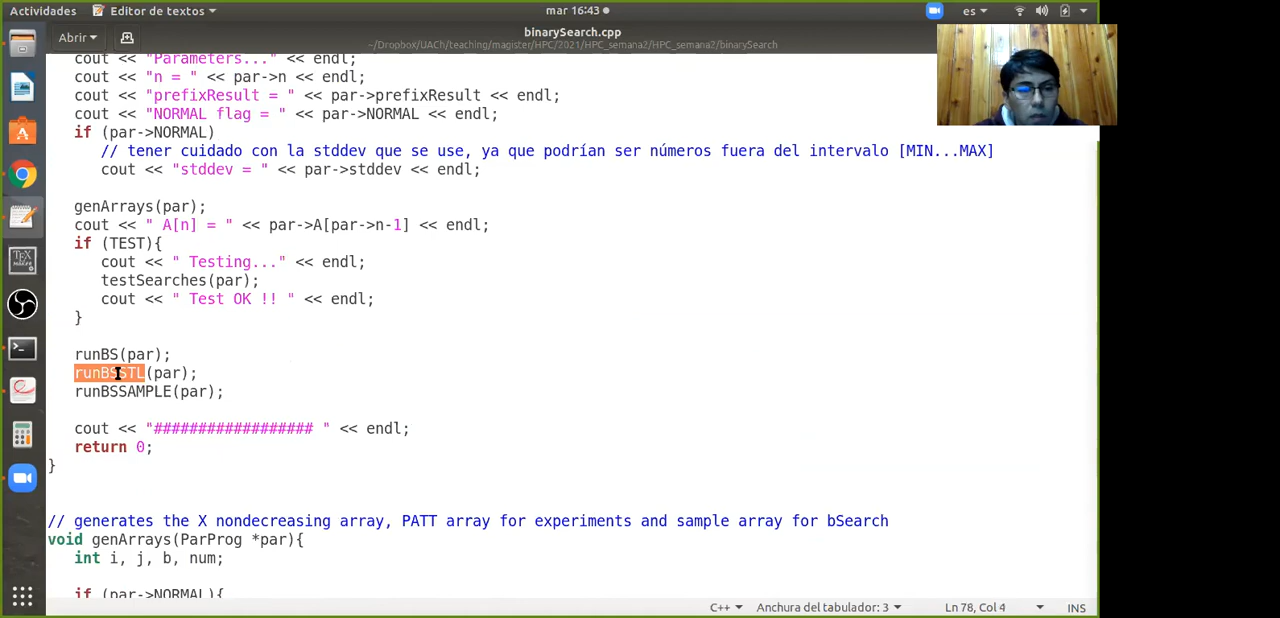 Actividades
Editor de textos
mar 16:43
es
Abrir
binarySearch.cpp
~/Dropbox/UACh/teaching/magister/HPC/2021/HPC_semana2/HPC_semana2/binarySearch
cout << "Parameters..." << endl;
cout << "n = " << par->n << endl;
cout << "prefixResult = " << par->prefixResult << endl;
cout << "NORMAL flag = " << par->NORMAL << endl;
if (par->NORMAL)
// tener cuidado con la stddev que se use, ya que podrían ser números fuera del intervalo [MIN...MAX]
cout << "stddev = " << par->stddev << endl;
genArrays(par);
cout << " A[n] = " << par->A[par->n-1] << endl;
if (TEST){
cout << " Testing..." << endl;
testSearches(par);
cout << " Test OK !! " << endl;
}
runBS(par);
runBSSTL(par);
runBSSAMPLE(par);
cout << "################## " << endl;
return 0;
}
// generates the X nondecreasing array, PATT array for experiments and sample array for bSearch
void genArrays(ParProg *par){
int i, j, b, num;
if (par->NORMAL){
C++
Anchura del tabulador: 3
Ln 78, Col 4
INS